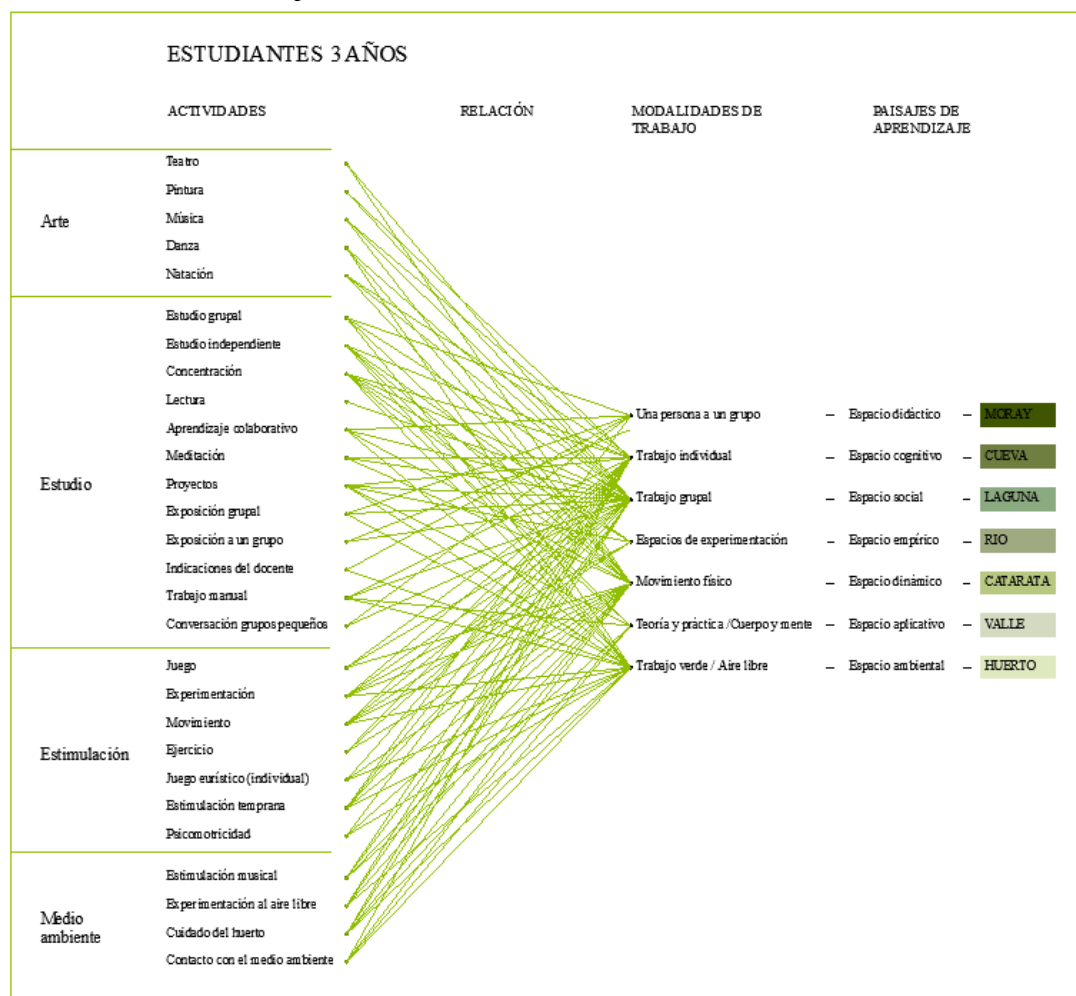 ESTUDIANTES 3 AÑOS
ACTIVIDADES RELACIÓN MODALIDADES DE TRABAJO PAISAJES DE APRENDIZAJE
Arte
Teatro
Pintura
Música
Danza
Natación
Estudio
Estudio grupal
Estudio independiente
Concentración
Lectura
Aprendizaje colaborativo
Meditación
Proyectos
Exposición grupal
Exposición a un grupo
Indicaciones del docente
Trabajo manual
Conversación grupos pequeños
Estimulación
Juego
Experimentación
Movimiento
Ejercicio
Juego eurístico (individual)
Estimulación temprana
Psicomotricidad
Medio ambiente
Estimulación musical
Experimentación al aire libre
Cuidado del huerto
Contacto con el medio ambiente
Una persona a un grupo – Espacio didáctico – MORAY
Trabajo individual – Espacio cognitivo – CUEVA
Trabajo grupal – Espacio social – LAGUNA
Espacios de experimentación – Espacio empírico – RIO
Movimiento físico – Espacio dinámico – CATARATA
Teoría y práctica /Cuerpo y mente – Espacio aplicativo – VALLE
Trabajo verde / Aire libre – Espacio ambiental – HUERTO